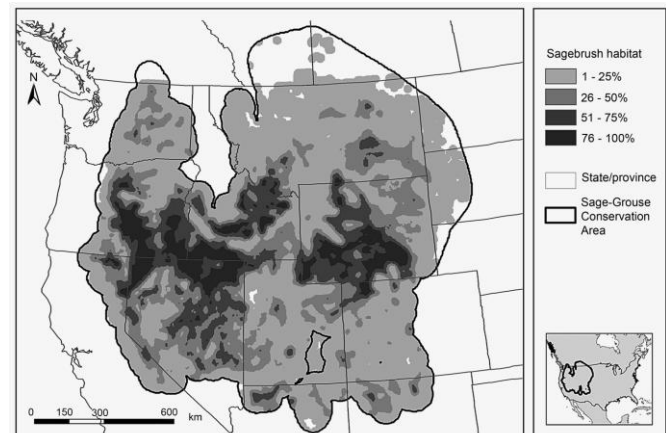 N
0
150
300
600
km
Sagebrush habitat
1 - 25%
26 - 50%
51 - 75%
76 - 100%
State/province
Sage-Grouse
Conservation
Area